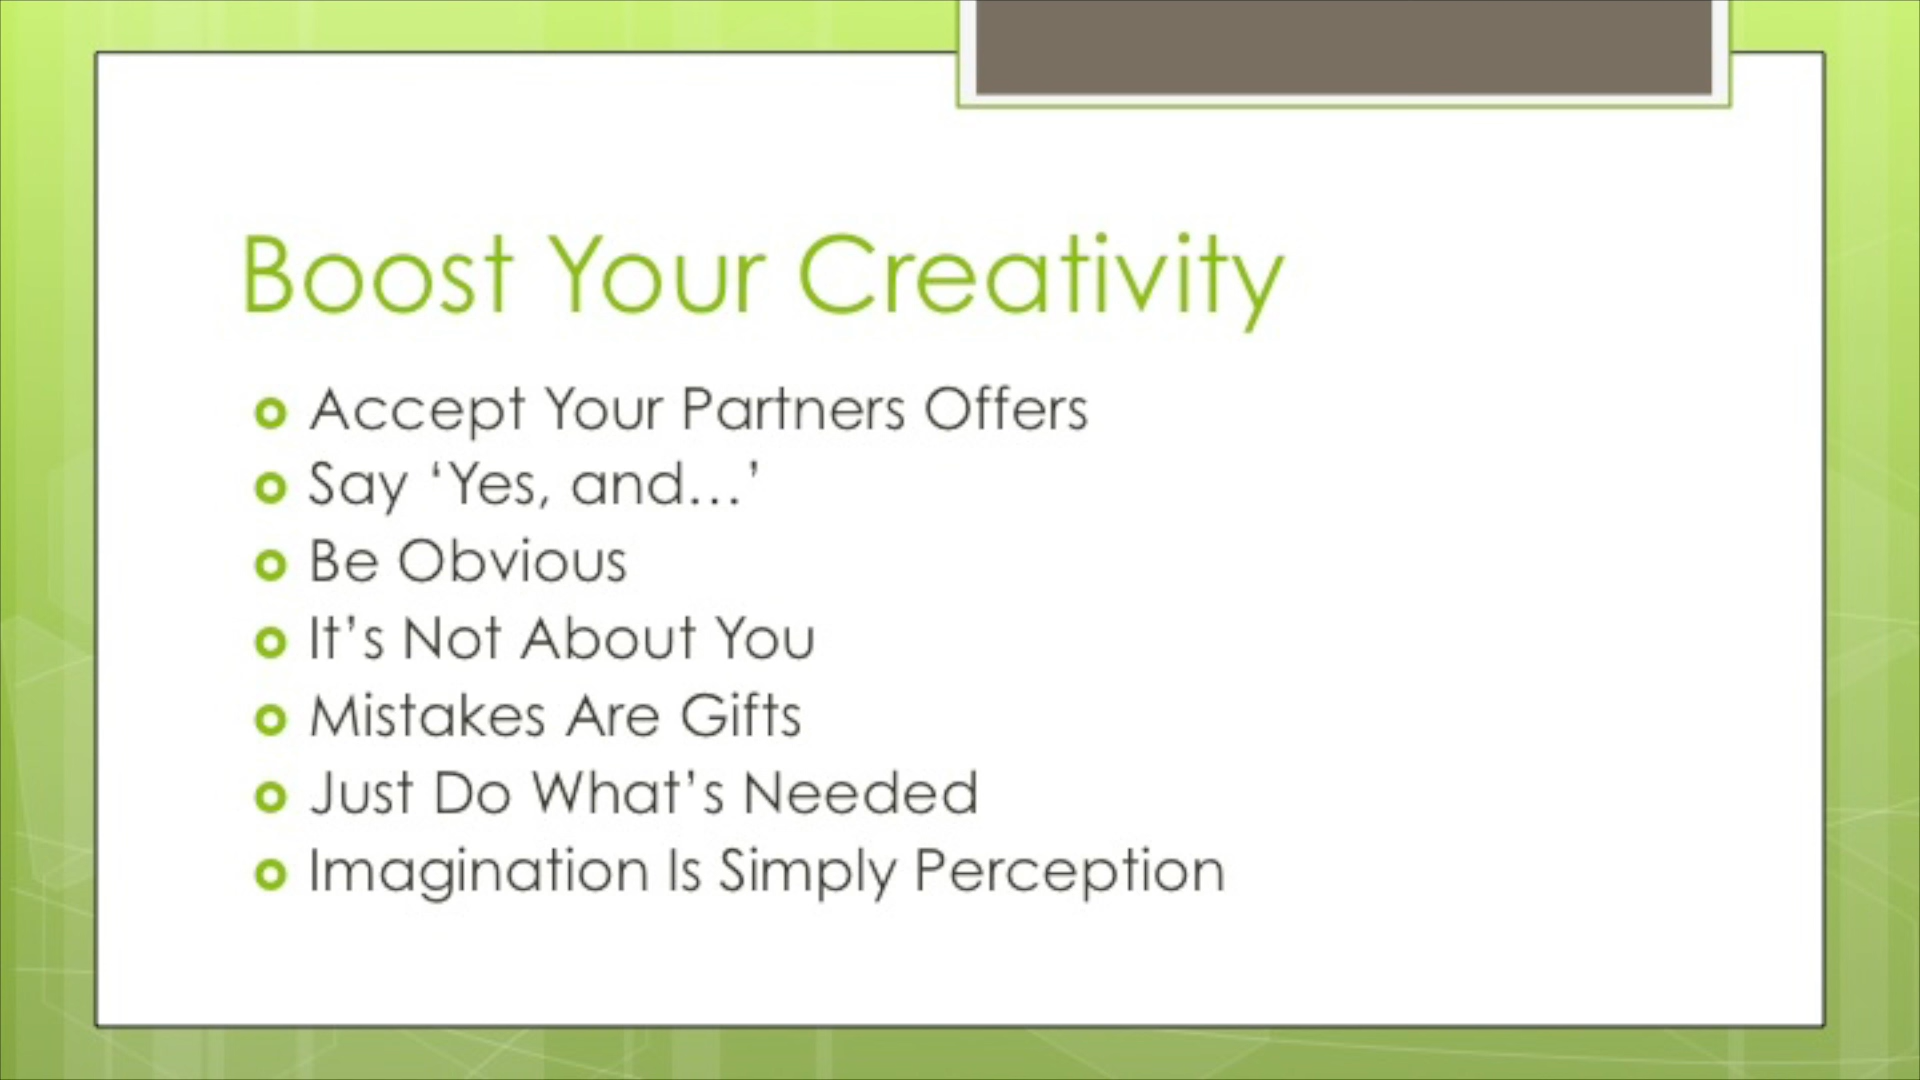 Boost Your Creativity
Accept Your Partners Offers
Say ‘Yes, and…’
Be Obvious
It’s Not About You
Mistakes Are Gifts
Just Do What’s Needed
Imagination Is Simply Perception